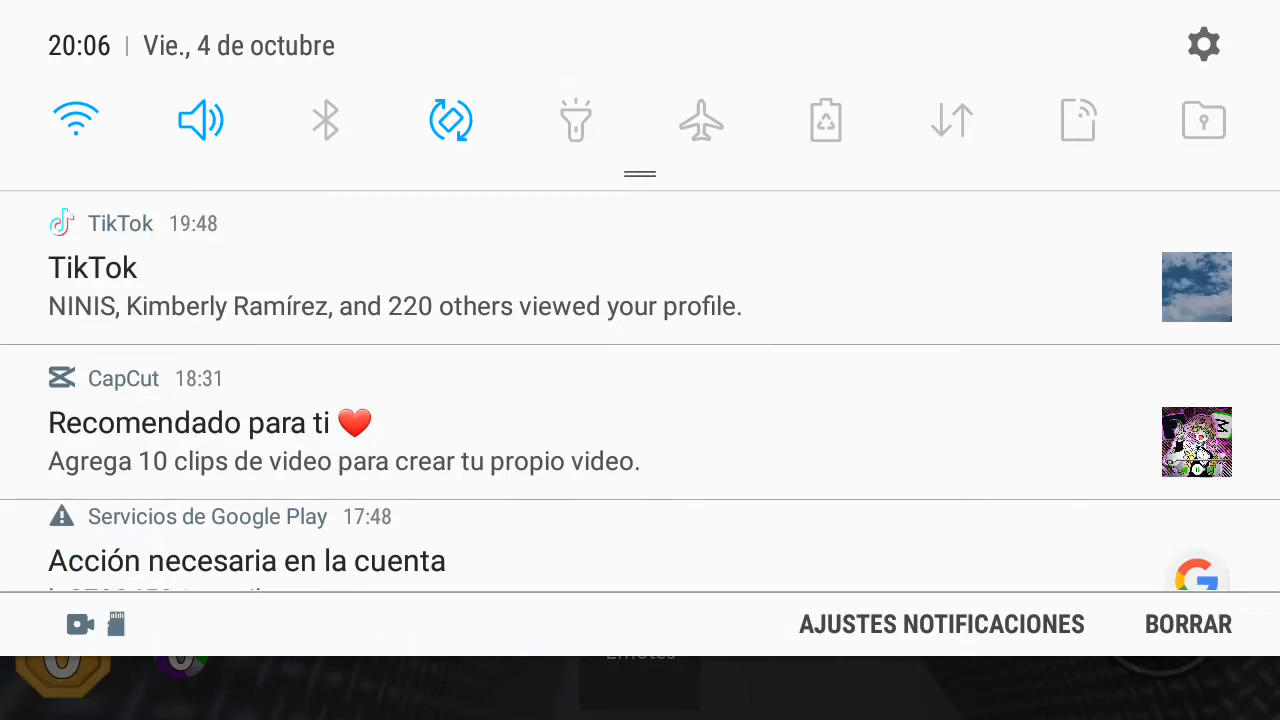 20:06 | Vie., 4 de octubre
TikTok 19:48
TikTok
NINIS, Kimberly Ramírez, and 220 others viewed your profile.
CapCut 18:31
Recomendado para ti ❤️
Agrega 10 clips de video para crear tu propio video.
Servicios de Google Play 17:48
Acción necesaria en la cuenta
AJUSTES NOTIFICACIONES BORRAR
Emotes